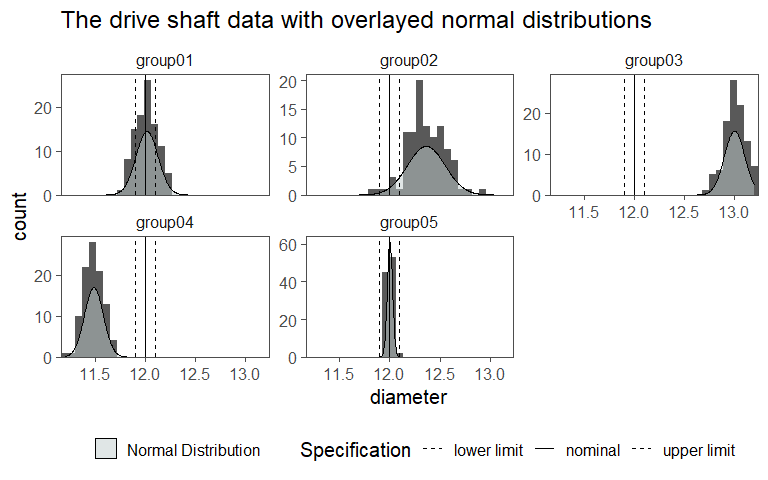 The drive shaft data with overlayed normal distributions
group01
group02
group03
20
10
0
20
15
10
5
0
20
10
0
11.5 12.0 12.5 13.0
count
group04
group05
20
10
0
60
40
20
0
11.5 12.0 12.5 13.0
11.5 12.0 12.5 13.0
diameter
Normal Distribution
Specification
lower limit
nominal
upper limit